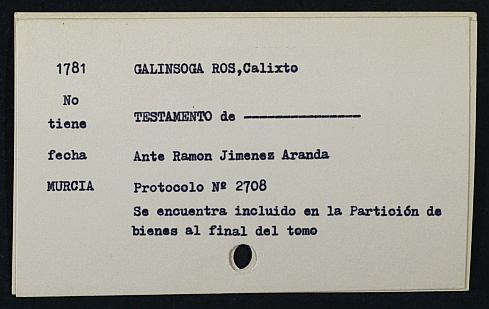 1781 GALINSOGA ROS,Calixto
No
tiene TESTAMENTO de ----------------
fecha Ante Ramon Jimenez Aranda
MURCIA Protocolo Nº 2708
Se encuentra incluido en la Partición de
bienes al final del tomo